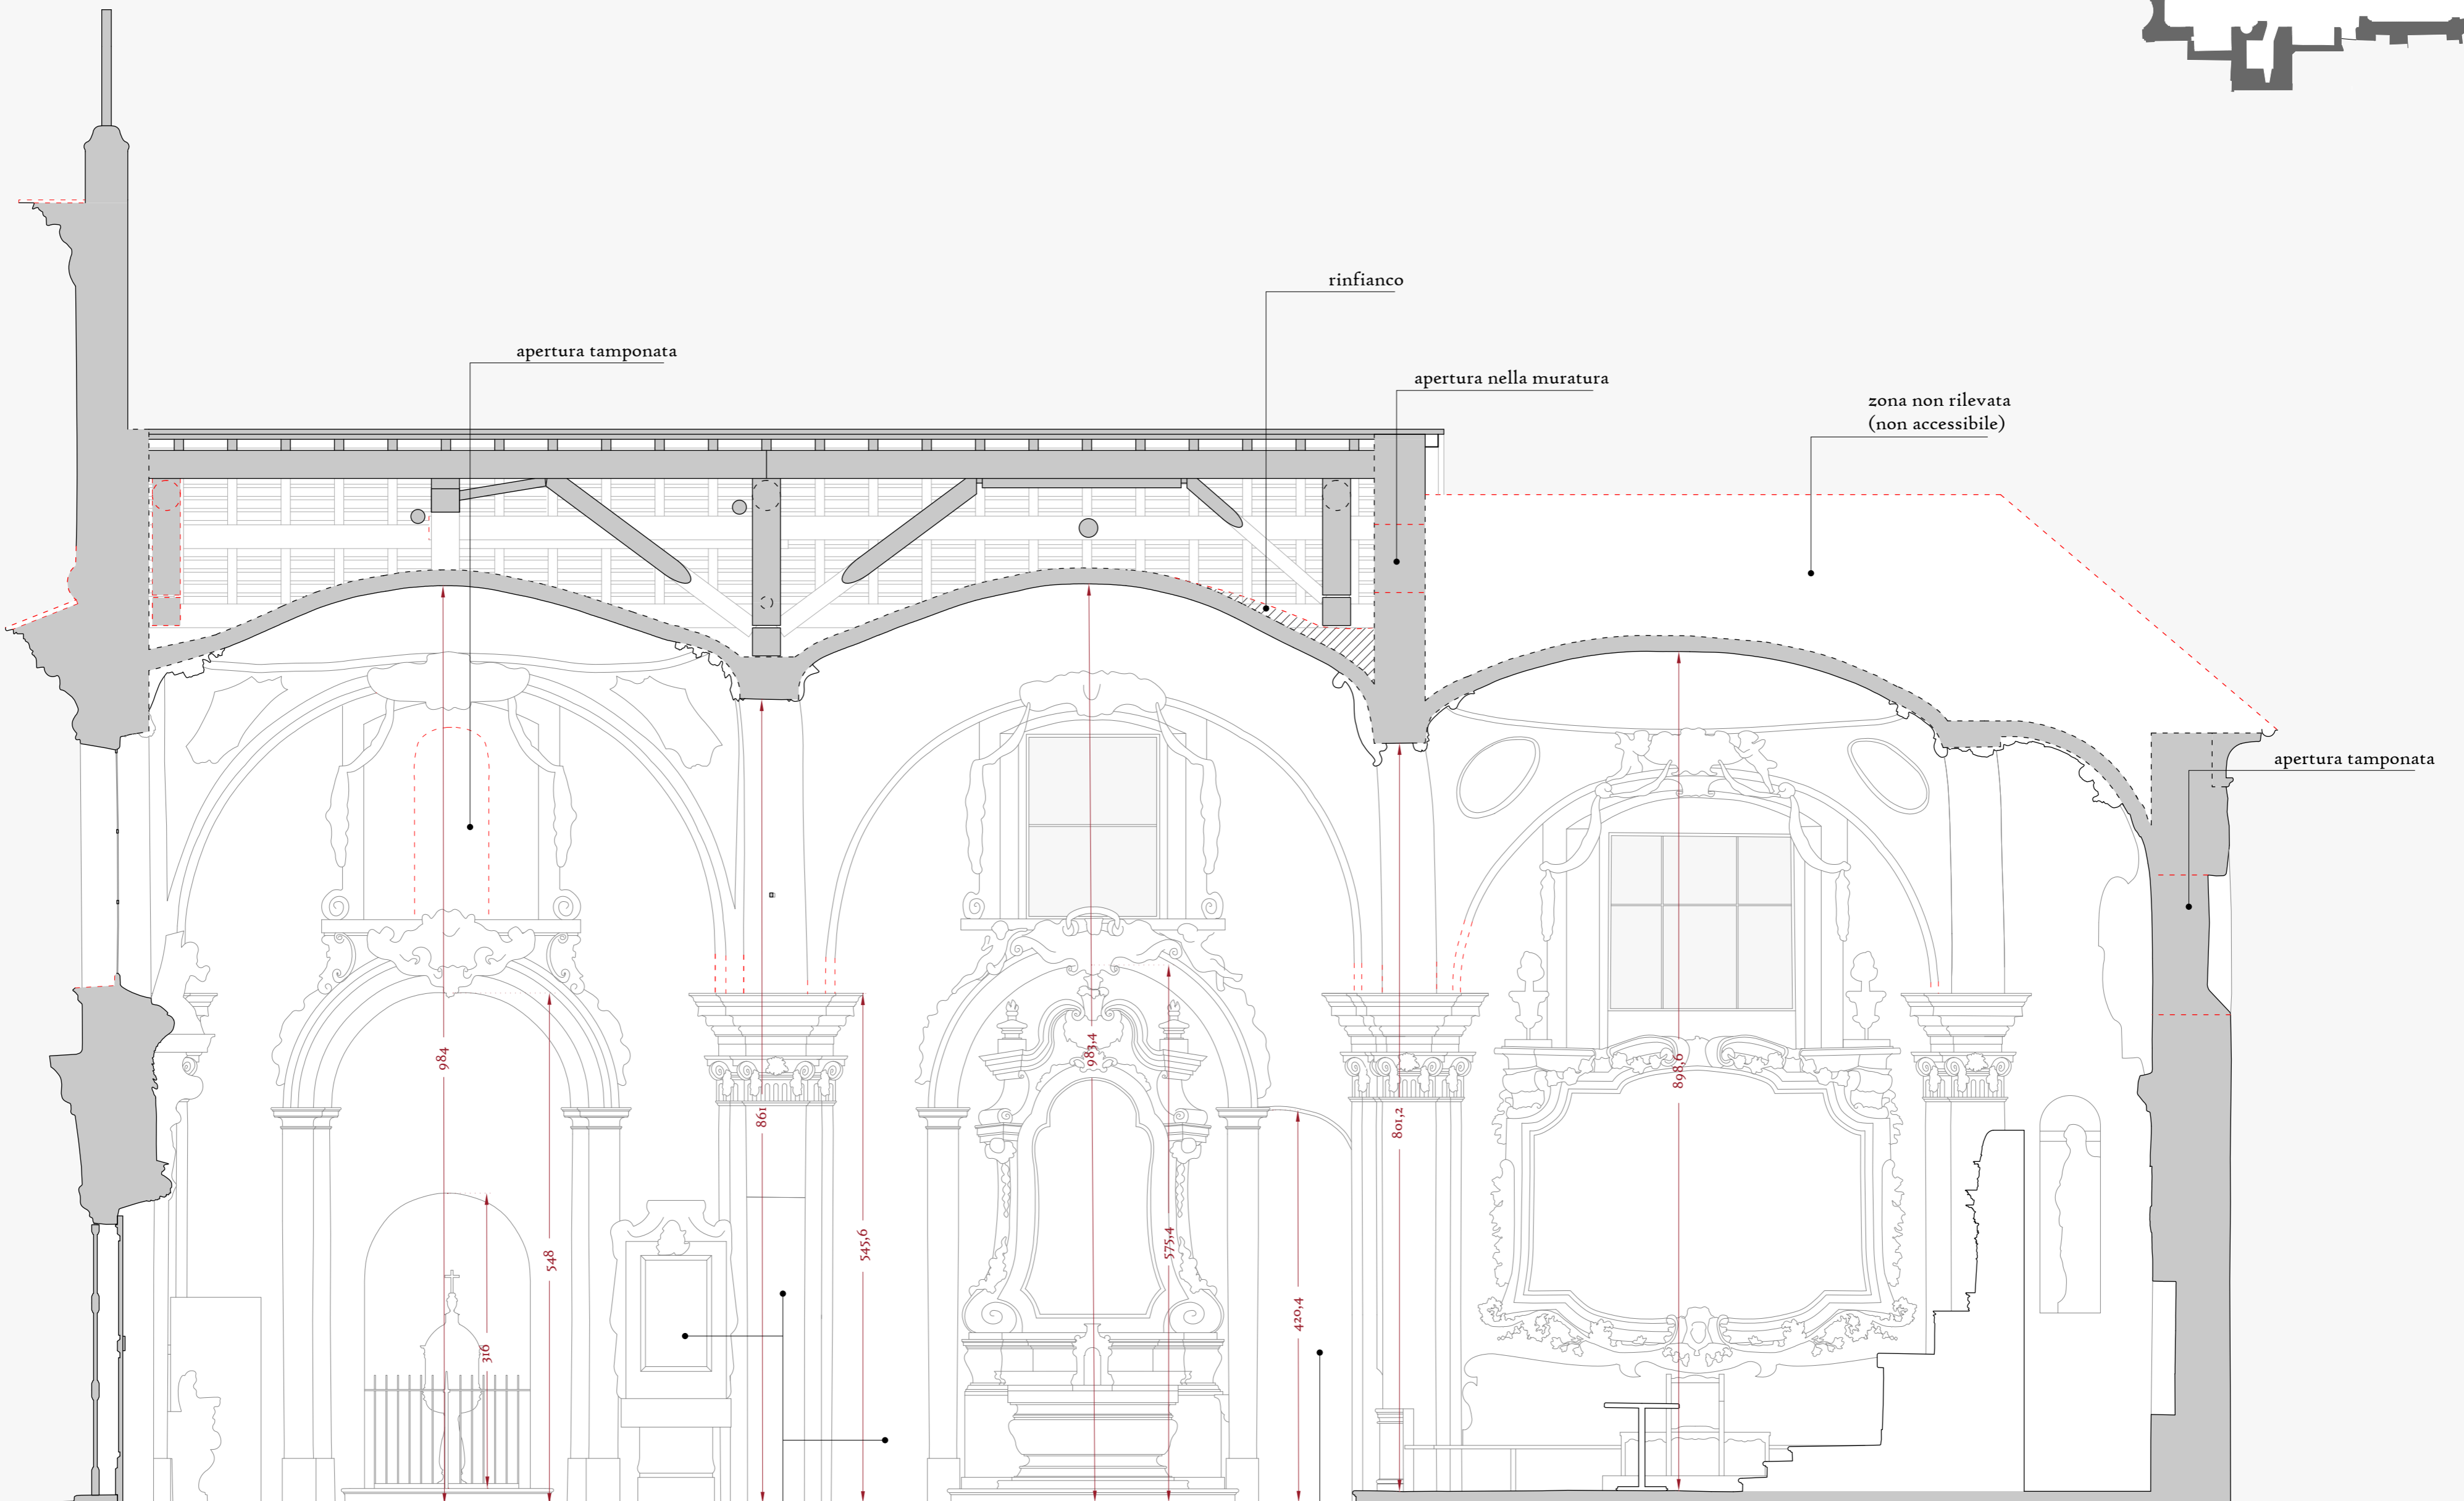 rinfianco
apertura tamponata
apertura nella muratura
zona non rilevata
(non accessibile)
apertura tamponata
984
983,4
898,6
861
801,2
548
545,6
575,4
420,4
316